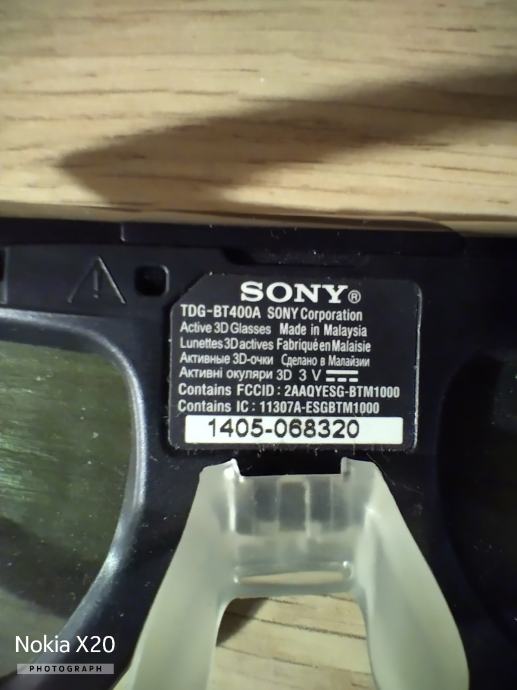 SONY®
TDG-BT400A SONY Corporation
Active 3D Glasses Made in Malaysia
Lunettes 3D actives Fabriqué en Malaisie
Активные 3D-очки Сделано в Малайзии
Активні окуляри 3D 3 V
Contains FCCID : 2AAQYESG-BTM1000
Contains IC : 11307A-ESGBTM1000
1405-068320
Nokia X20
PHOTOGRAPH